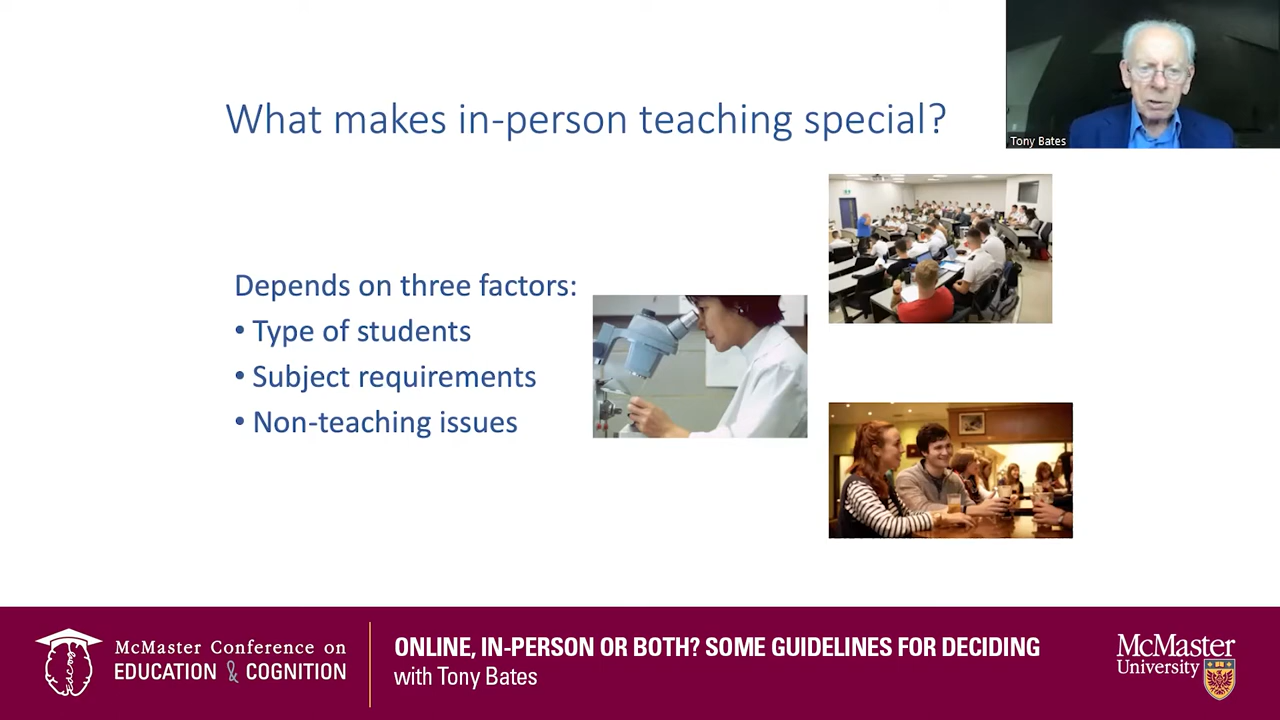 What makes in-person teaching special?
Tony Bates
Depends on three factors:
• Type of students
• Subject requirements
• Non-teaching issues
McMaster Conference on
EDUCATION & COGNITION
ONLINE, IN-PERSON OR BOTH? SOME GUIDELINES FOR DECIDING
with Tony Bates
McMaster
University